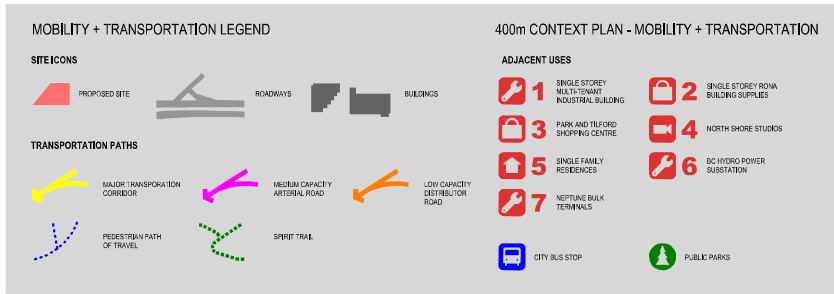 MOBILITY + TRANSPORTATION LEGEND
SITE ICONS
PROPOSED SITE
ROADWAYS
BUILDINGS
TRANSPORTATION PATHS
MAJOR TRANSPORATION
CORRIDOR
MEDIUM CAPACITY
ARTERIAL ROAD
LOW CAPACITY
DISTRIBUTOR
ROAD
PEDESTRIAN PATH
OF TRAVEL
SPIRIT TRAIL
400m CONTEXT PLAN - MOBILITY + TRANSPORTATION
ADJACENT USES
1
SINGLE STOREY
MULTI-TENANT
INDUSTRIAL BUILDING
2
SINGLE STOREY RONA
BUILDING SUPPLIES
3
PARK AND TILFORD
SHOPPING CENTRE
4
NORTH SHORE STUDIOS
5
SINGLE FAMILY
RESIDENCES
6
BC HYDRO POWER
SUBSTATION
7
NEPTUNE BULK
TERMINALS
CITY BUS STOP
PUBLIC PARKS